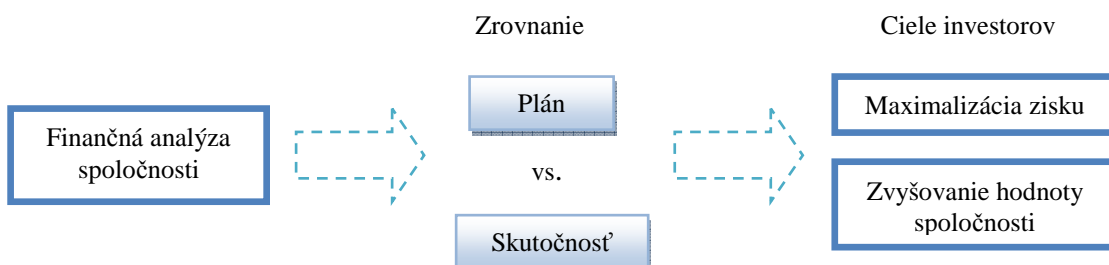 Zrovnanie
Ciele investorov
Finančná analýza
spoločnosti
Plán
vs.
Skutočnosť
Maximalizácia zisku
Zvyšovanie hodnoty
spoločnosti